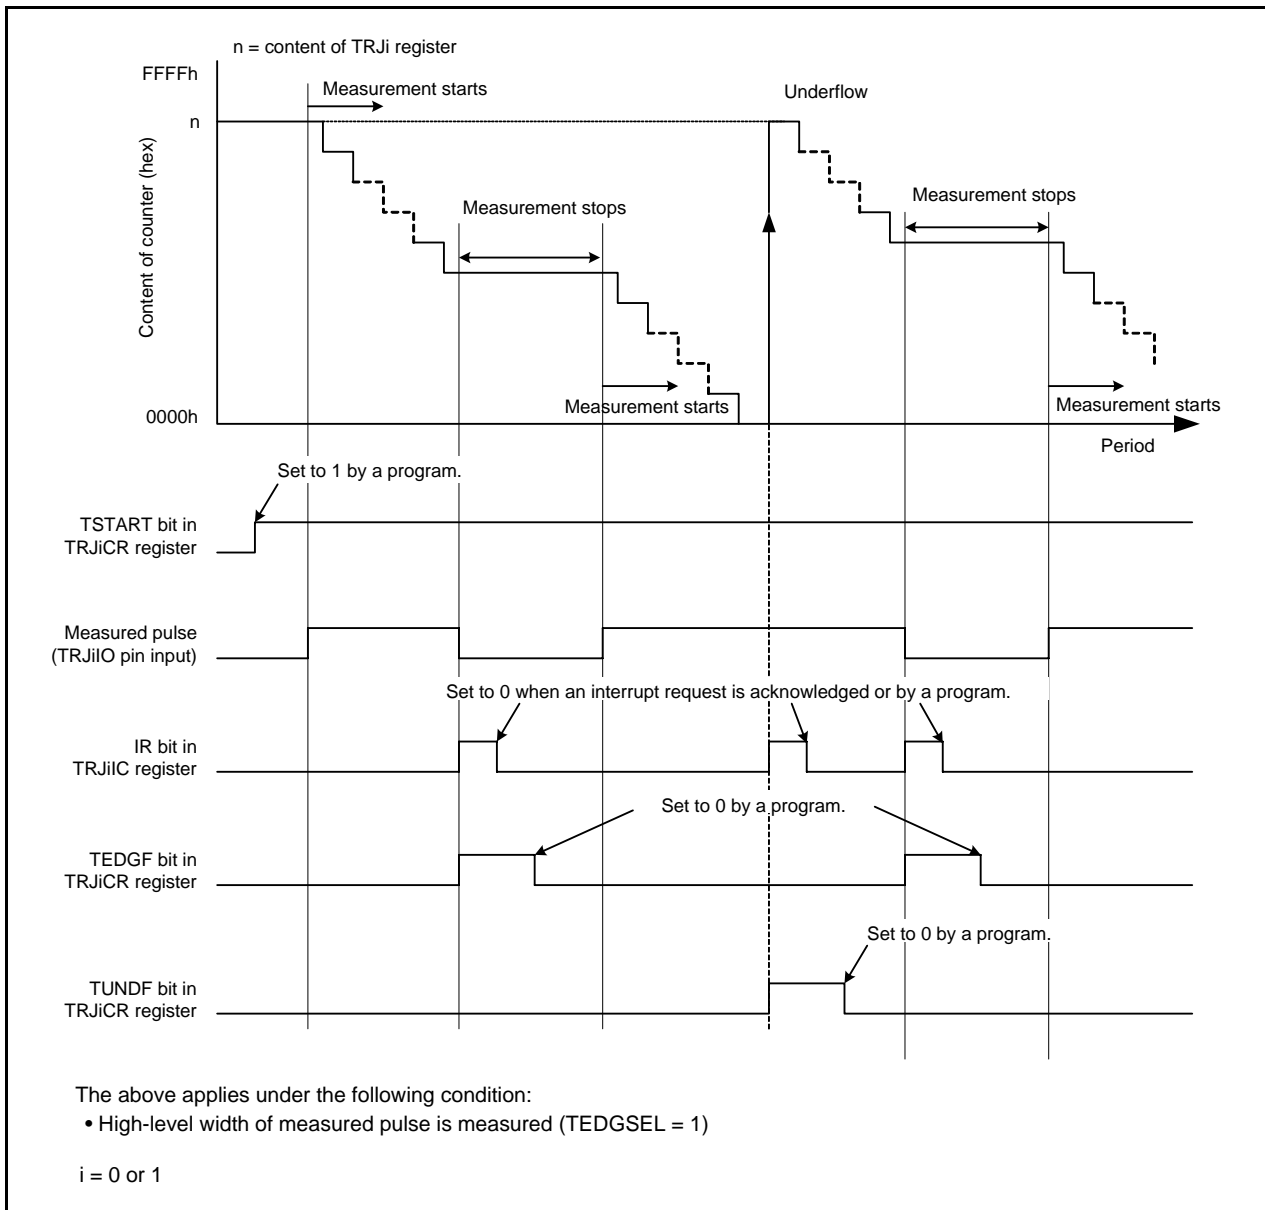 n = content of TRJi register
FFFFh
Measurement starts
Underflow
n
Content of counter (hex)
Measurement stops
Measurement stops
0000h
Measurement starts
Measurement starts
Period
Set to 1 by a program.
TSTART bit in
TRJiCR register
Measured pulse
(TRJiIO pin input)
Set to 0 when an interrupt request is acknowledged or by a program.
IR bit in
TRJiIC register
Set to 0 by a program.
TEDGF bit in
TRJiCR register
Set to 0 by a program.
TUNDF bit in
TRJiCR register
The above applies under the following condition:
• High-level width of measured pulse is measured (TEDGSEL = 1)
i = 0 or 1